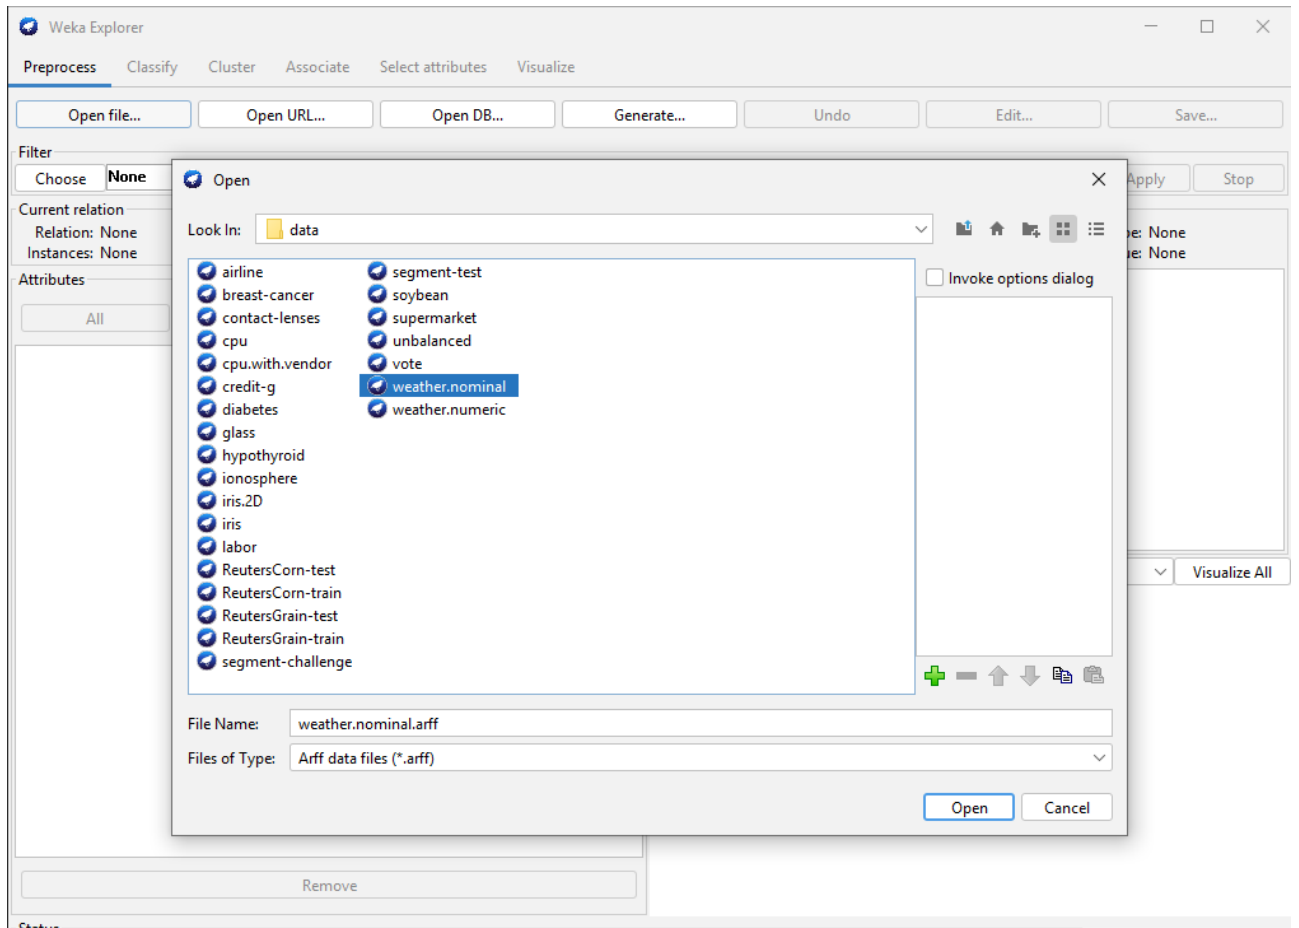 Weka Explorer
Preprocess Classify Cluster Associate Select attributes Visualize
Open file... Open URL... Open DB... Generate... Undo Edit... Save...
Filter
Choose None Apply Stop
Open
Current relation
Relation: None
Instances: None
Attributes
All
Look In: data
pe: None
ue: None
Invoke options dialog
airline
breast-cancer
contact-lenses
cpu
cpu.with.vendor
credit-g
diabetes
glass
hypothyroid
ionosphere
iris.2D
iris
labor
ReutersCorn-test
ReutersCorn-train
ReutersGrain-test
ReutersGrain-train
segment-challenge
segment-test
soybean
supermarket
unbalanced
vote
weather.nominal
weather.numeric
Visualize All
File Name: weather.nominal.arff
Files of Type: Arff data files (*.arff)
Open Cancel
Remove
Status